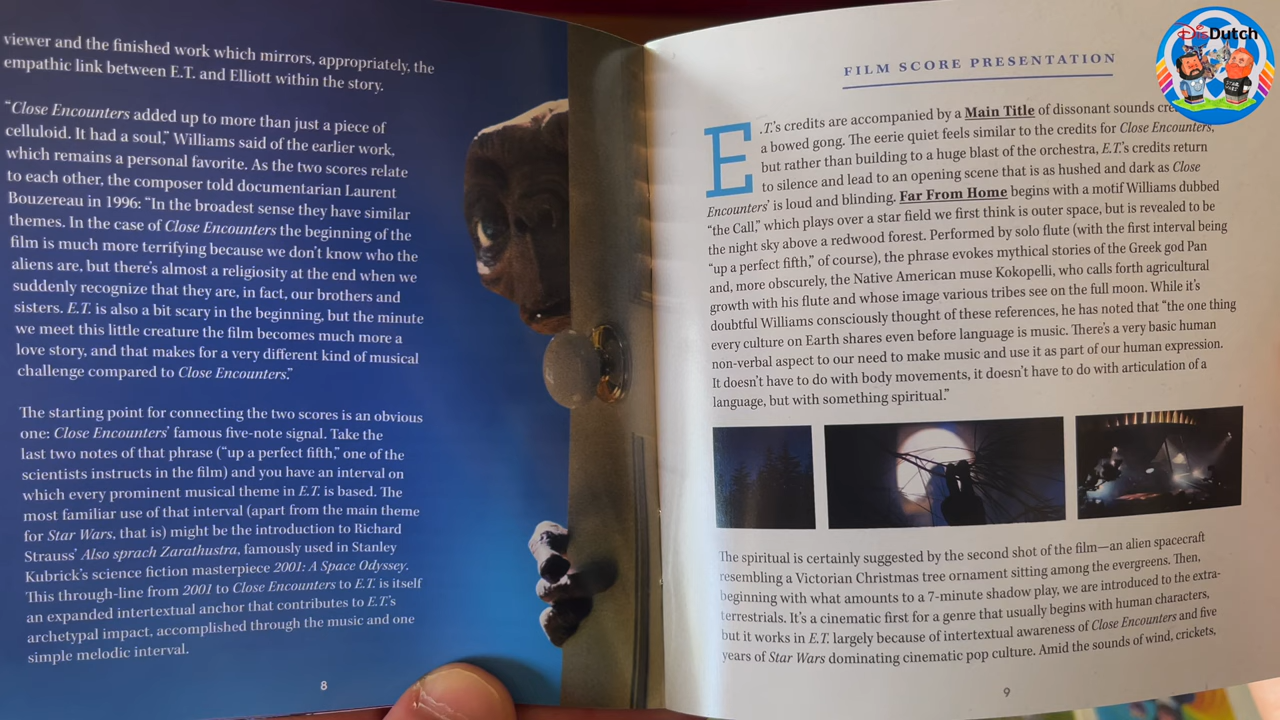 viewer and the finished work which mirrors, appropriately, the
empathic link between E.T. and Elliott within the story.
“Close Encounters added up to more than just a piece of
celluloid. It had a soul,” Williams said of the earlier work,
which remains a personal favorite. As the two scores relate
to each other, the composer told documentarian Laurent
Bouzereau in 1996: “In the broadest sense they have similar
themes. In the case of Close Encounters the beginning of the
film is much more terrifying because we don’t know who the
aliens are, but there’s almost a religiosity at the end when we
suddenly recognize that they are, in fact, our brothers and
sisters. E.T. is also a bit scary in the beginning, but the minute
we meet this little creature the film becomes much more a
love story, and that makes for a very different kind of musical
challenge compared to Close Encounters.”
The starting point for connecting the two scores is an obvious
one: Close Encounters’ famous five-note signal. Take the
last two notes of that phrase (“up a perfect fifth,” one of the
scientists instructs in the film) and you have an interval on
which every prominent musical theme in E.T. is based. The
most familiar use of that interval (apart from the main theme
for Star Wars, that is) might be the introduction to Richard
Strauss’ Also sprach Zarathustra, famously used in Stanley
Kubrick’s science fiction masterpiece 2001: A Space Odyssey.
This through-line from 2001 to Close Encounters to E.T. is itself
an expanded intertextual anchor that contributes to E.T.’s
archetypal impact, accomplished through the music and one
simple melodic interval.
8
FILM SCORE PRESENTATION
E.T.’s credits are accompanied by a Main Title of dissonant sounds
a bowed gong. The eerie quiet feels similar to the credits for Close Encounters,
but rather than building to a huge blast of the orchestra, E.T.’s credits return
to silence and lead to an opening scene that is as hushed and dark as Close
Encounters’ is loud and blinding. Far From Home begins with a motif Williams dubbed
“the Call,” which plays over a star field we first think is outer space, but is revealed to be
the night sky above a redwood forest. Performed by solo flute (with the first interval being
“up a perfect fifth,” of course), the phrase evokes mythical stories of the Greek god Pan
and, more obscurely, the Native American muse Kokopelli, who calls forth agricultural
growth with his flute and whose image various tribes see on the full moon. While it’s
doubtful Williams consciously thought of these references, he has noted that “the one thing
every culture on Earth shares even before language is music. There’s a very basic human
non-verbal aspect to our need to make music and use it as part of our human expression.
It doesn’t have to do with body movements, it doesn’t have to do with articulation of a
language, but with something spiritual.”
The spiritual is certainly suggested by the second shot of the film—an alien spacecraft
resembling a Victorian Christmas tree ornament sitting among the evergreens. Then,
beginning with what amounts to a 7-minute shadow play, we are introduced to the extra-
terrestrials. It’s a cinematic first for a genre that usually begins with human characters,
but it works in E.T. largely because of intertextual awareness of Close Encounters and five
years of Star Wars dominating cinematic pop culture. Amid the sounds of wind, crickets,
9
DisDutch